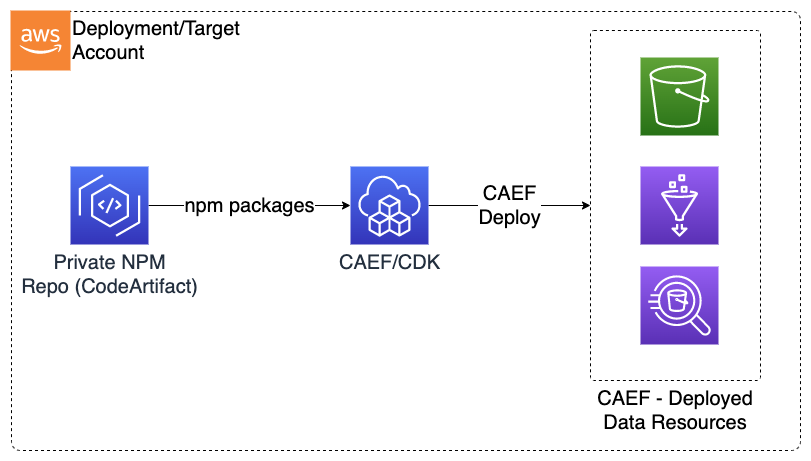 aws
Deployment/Target
Account
npm packages
CAEF
Deploy
Private NPM
Repo (CodeArtifact)
CAEF/CDK
CAEF - Deployed
Data Resources